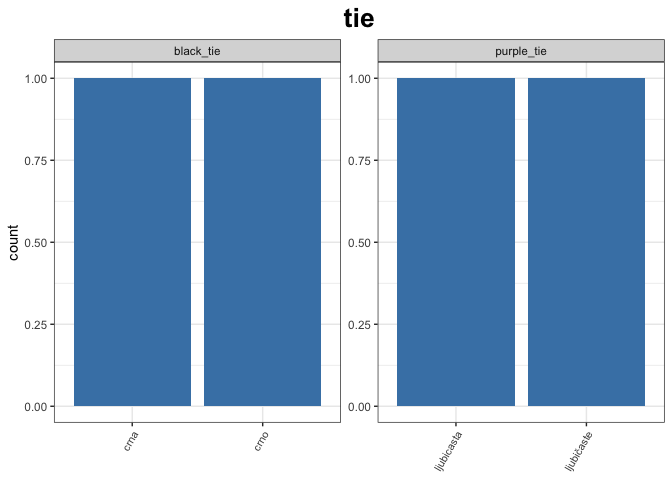 tie
black_tie purple_tie
count
1.00 1.00
0.75 0.75
0.50 0.50
0.25 0.25
0.00 0.00
crna crno ljubicasta ljubičaste